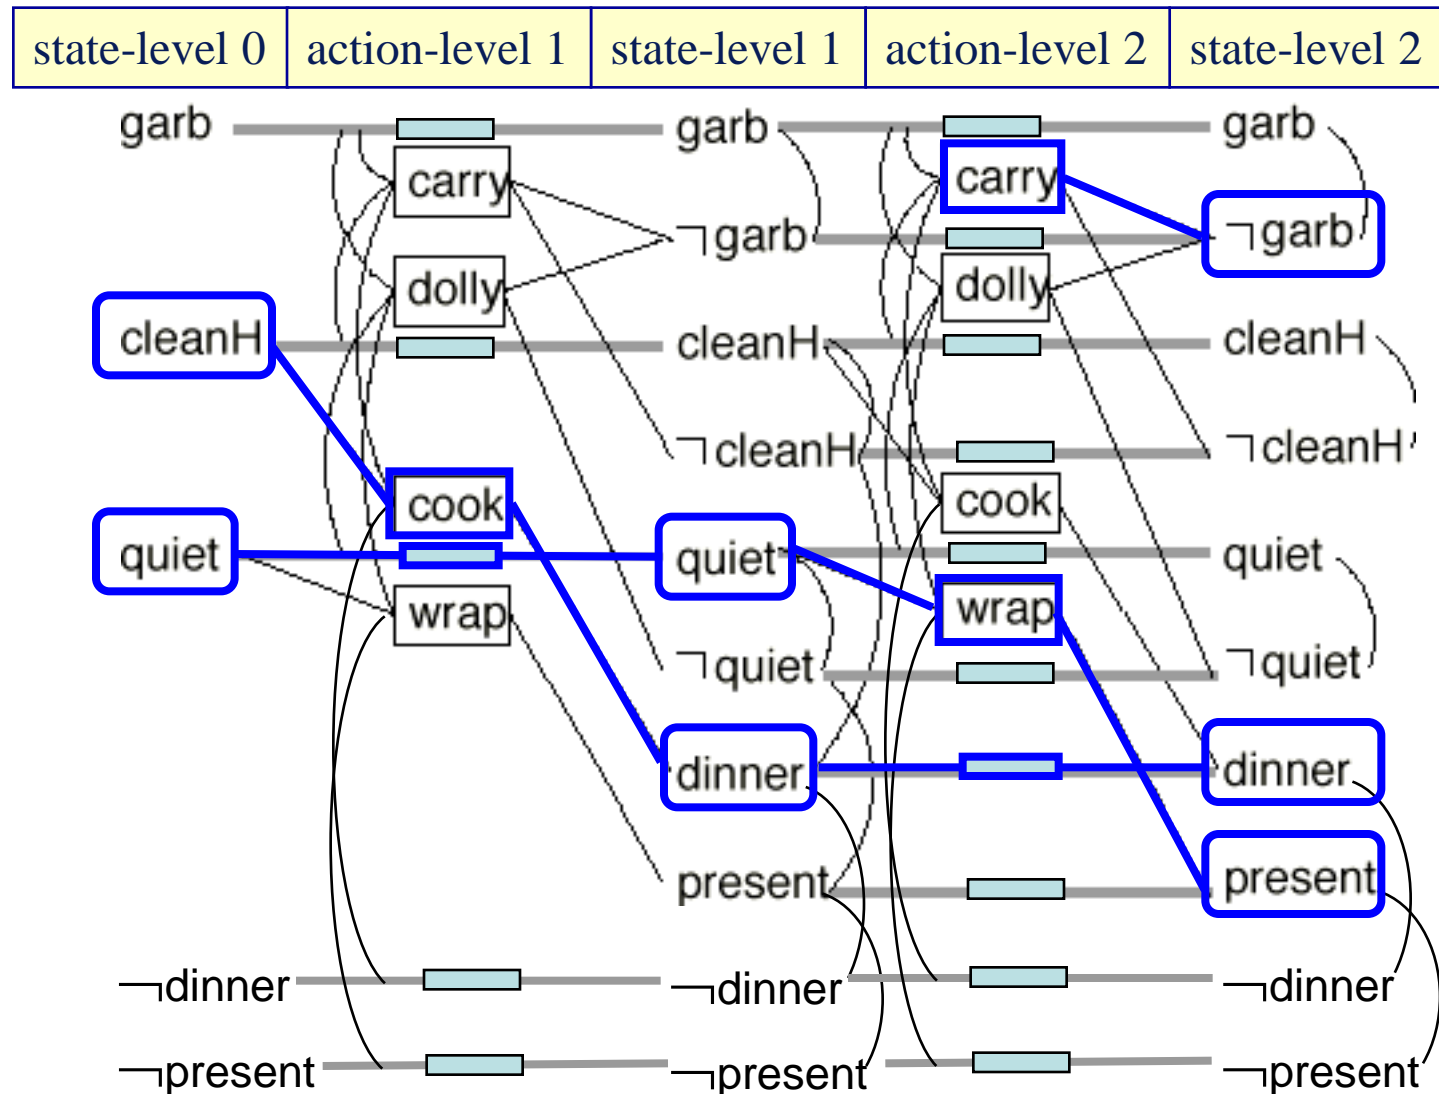 state-level 0 action-level 1 state-level 1 action-level 2 state-level 2
garb garb garb
carry carry
¬garb ¬garb
dolly dolly
cleanH cleanH cleanH
¬cleanH ¬cleanH
cook cook
quiet quiet quiet
wrap wrap
¬quiet ¬quiet
dinner dinner
present present
¬dinner ¬dinner ¬dinner
¬present ¬present ¬present